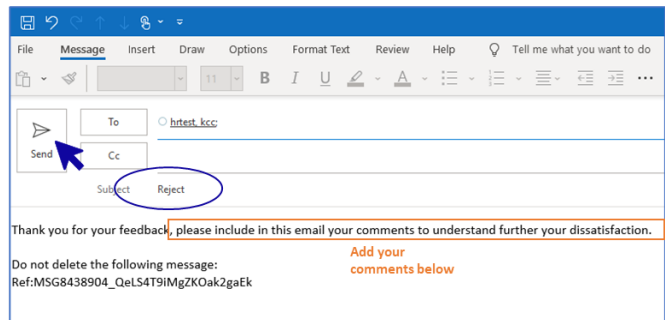 File Message Insert Draw Options Format Text Review Help Tell me what you want to do
11 B I U A
To hrtest, kcc;
Send
Cc
Subject Reject
Thank you for your feedback, please include in this email your comments to understand further your dissatisfaction.
Add your
comments below
Do not delete the following message:
Ref:MSG8438904_QeLS4T9iMgZKOak2gaEk